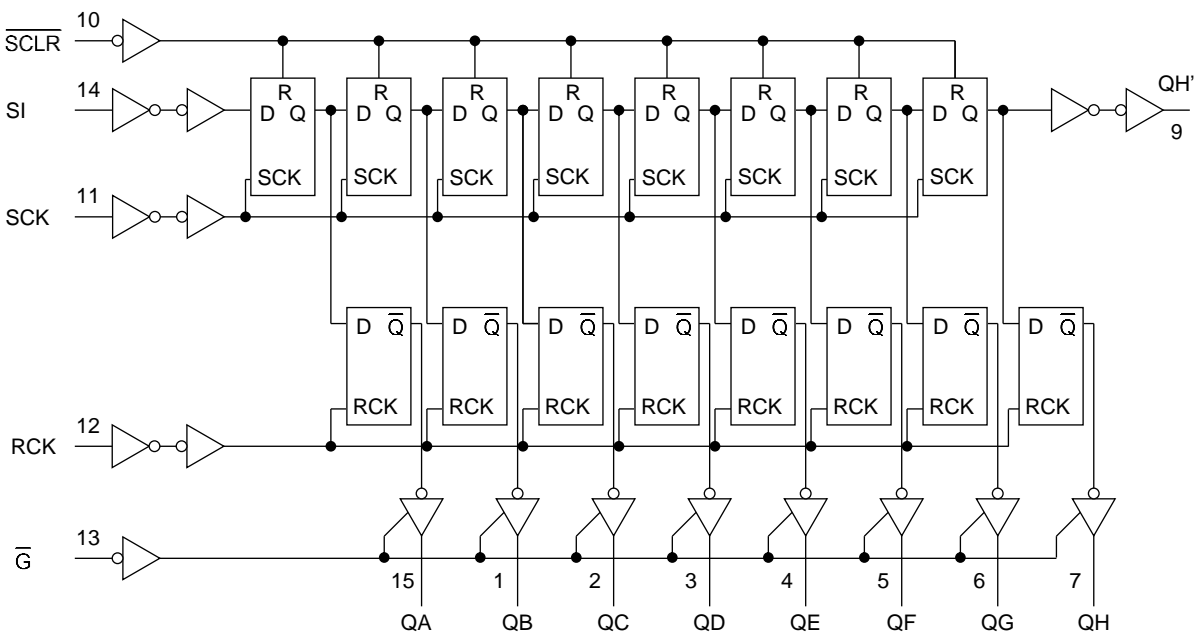 10
S̅C̅L̅R̅
R R R R R R R R
QH'
14
SI
D Q D Q D Q D Q D Q D Q D Q D Q
9
SCK SCK SCK SCK SCK SCK SCK SCK
11
SCK
D Q̅ D Q̅ D Q̅ D Q̅ D Q̅ D Q̅ D Q̅ D Q̅
RCK RCK RCK RCK RCK RCK RCK RCK
12
RCK
13
G̅
15 1 2 3 4 5 6 7
QA QB QC QD QE QF QG QH